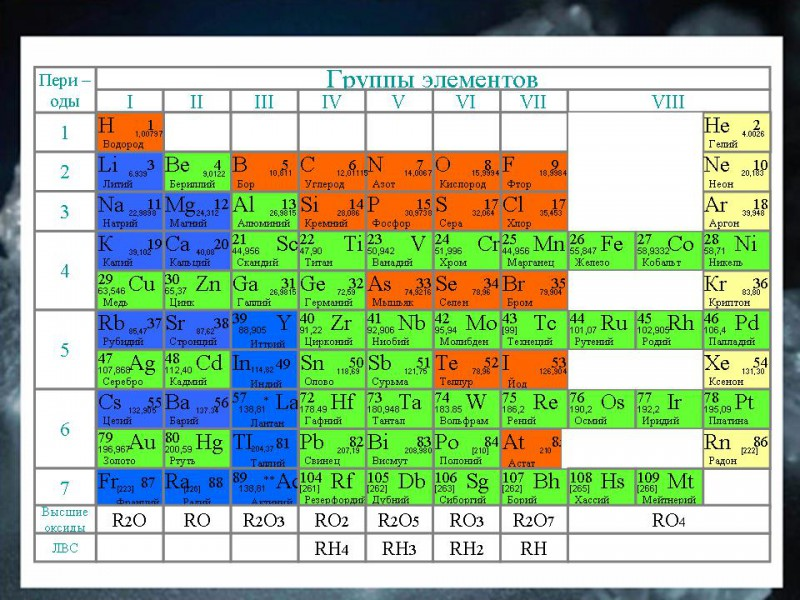 Пери – оды
Группы элементов
I II III IV V VI VII VIII
1
H 1 1,00797 Водород
He 2 4.0026 Гелий
2
Li 3 6,939 Литий
Be 4 9,0122 Бериллий
B 5 10,811 Бор
C 6 12,01115 Углерод
N 7 14,0067 Азот
O 8 15,9994 Кислород
F 9 18,9984 Фтор
Ne 10 20,183 Неон
3
Na 11 22,9898 Натрий
Mg 12 24,312 Магний
Al 13 26,9815 Алюминий
Si 14 28,086 Кремний
P 15 30,9738 Фосфор
S 16 32,064 Сера
Cl 17 35,453 Хлор
Ar 18 39,948 Аргон
4
K 19 39,102 Калий
Ca 20 40,08 Кальций
21 Sc 44,956 Скандий
22 Ti 47,90 Титан
23 V 50,942 Ванадий
24 Cr 51,996 Хром
25 Mn 44,956 Марганец
26 Fe 55,847 Железо
27 Co 58,9332 Кобальт
28 Ni 58,71 Никель
29 Cu 63,546 Медь
30 Zn 65,37 Цинк
Ga 31 26,9815 Галлий
Ge 32 72,59 Германий
As 33 74,9216 Мышьяк
Se 34 78,96 Селен
Br 35 79,904 Бром
Kr 36 83,80 Криптон
5
Rb 37 85,47 Рубидий
Sr 38 87,62 Стронций
39 Y 88,905 Иттрий
40 Zr 91,22 Цирконий
41 Nb 92,906 Ниобий
42 Mo 95,94 Молибден
43 Tc [99] Технеций
44 Ru 101,07 Рутений
45 Rh 102,905 Родий
46 Pd 106,4 Палладий
47 Ag 107,868 Серебро
48 Cd 112,40 Кадмий
In 49 114,82 Индий
Sn 50 118,69 Олово
Sb 51 121,75 Сурьма
Te 52 78,96 Теллур
I 53 126,904 Йод
Xe 54 131,30 Ксенон
6
Cs 55 132,905 Цезий
Ba 56 137.34 Барий
57 * La 138,81 Лантан
72 Hf 178.49 Гафний
73 Ta 180,948 Тантал
74 W 183.85 Вольфрам
75 Re 186,2 Рений
76 Os 190,2 Осмий
77 Ir 192,2 Иридий
78 Pt 195,09 Платина
79 Au 196,967 Золото
80 Hg 200,59 Ртуть
Tl 81 204,37 Таллий
Pb 82 207,19 Свинец
Bi 83 208,980 Висмут
Po 84 [210] Полоний
At 210 Астат
Rn 86 [222] Радон
7
Fr 87 [223] Франций
Ra 88 [226] Радий
89 ** Ac 138,81 Актиний
104 Rf [261] Резерфордий
105 Db [262] Дубний
106 Sg [263] Сиборгий
107 Bh [262] Борий
108 Hs [265] Хассий
109 Mt [266] Мейтнерий
Высшие оксиды
R2O RO R2O3 RO2 R2O5 RO3 R2O7 RO4
ЛВС
RH4 RH3 RH2 RH